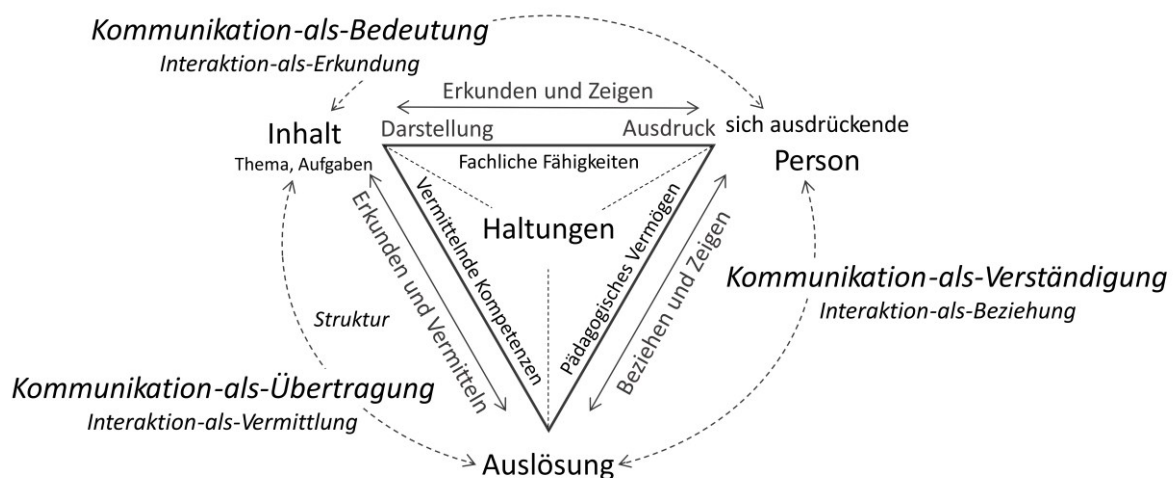 Kommunikation-als-Bedeutung
Interaktion-als-Erkundung
Erkunden und Zeigen
Inhalt
Thema, Aufgaben
Darstellung
Ausdruck
sich ausdrückende
Person
Fachliche Fähigkeiten
Vermittelnde Kompetenzen
Erkunden und Vermitteln
Haltungen
Pädagogisches Vermögen
Beziehen und Zeigen
Kommunikation-als-Verständigung
Interaktion-als-Beziehung
Struktur
Kommunikation-als-Übertragung
Interaktion-als-Vermittlung
Auslösung